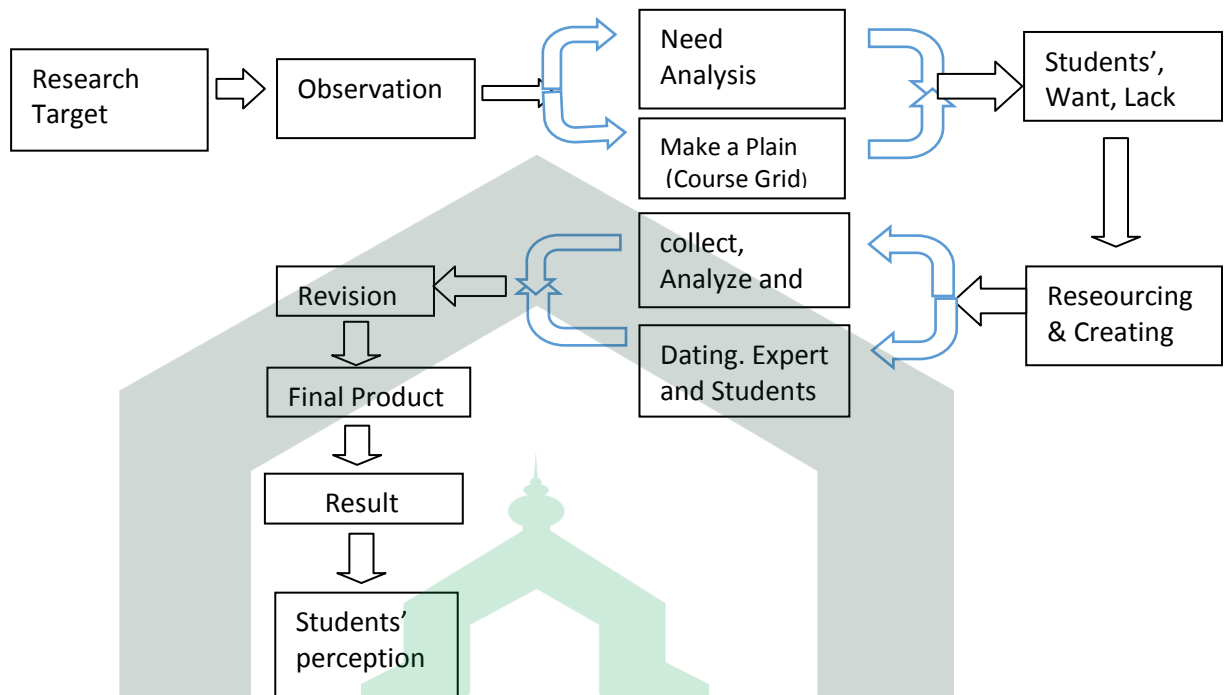 Research
Target
Observation
Need
Analysis
Make a Plain
(Course Grid)
Students’,
Want, Lack
Reseourcing
& Creating
collect,
Analyze and
Dating. Expert
and Students
Revision
Final Product
Result
Students’
perception